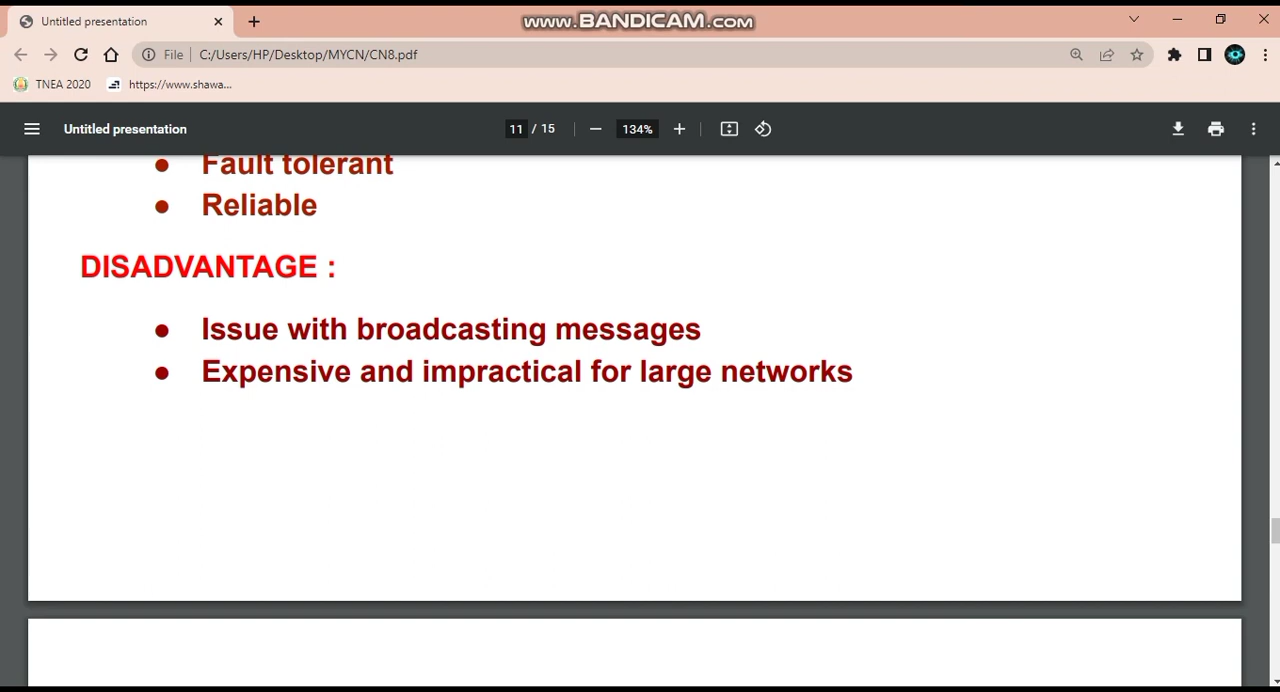 Untitled presentation
www.BANDICAM.com
File
C:/Users/HP/Desktop/MYCN/CN8.pdf
TNEA 2020
https://www.shawa...
Untitled presentation
11 / 15
134%
Fault tolerant
Reliable
DISADVANTAGE :
Issue with broadcasting messages
Expensive and impractical for large networks